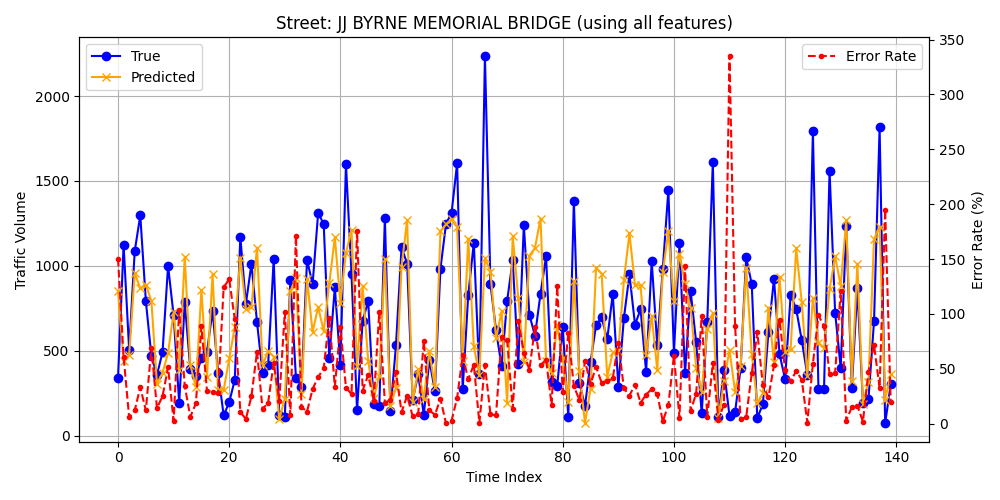 Street: JJ BYRNE MEMORIAL BRIDGE (using all features)
True
Predicted
Error Rate
Traffic Volume
2000
1500
1000
500
0
350
300
250
200
150
100
50
0
Error Rate (%)
0 20 40 60 80 100 120 140
Time Index